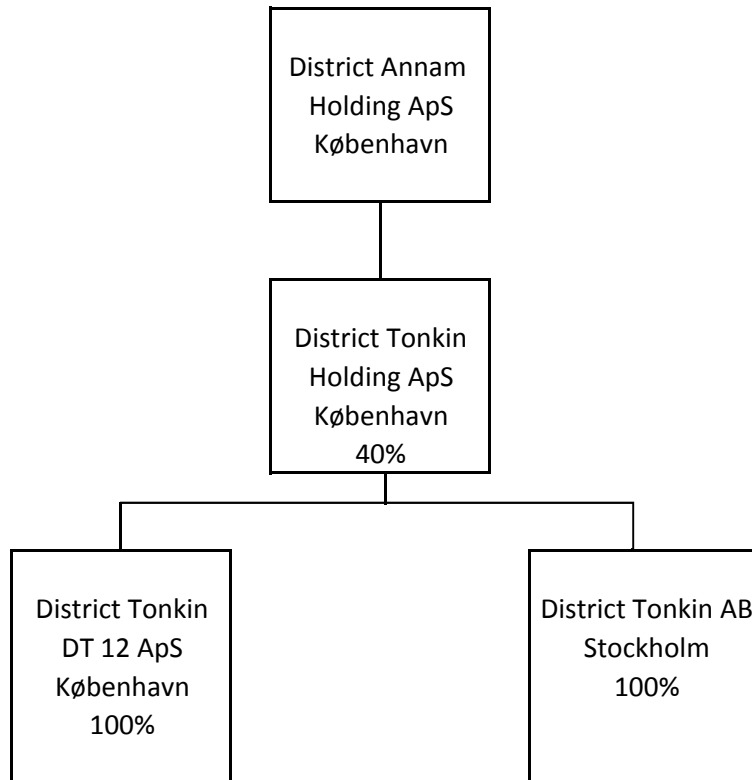 District Annam
Holding ApS
København
District Tonkin
Holding ApS
København
40%
District Tonkin
DT 12 ApS
København
100%
District Tonkin AB
Stockholm
100%